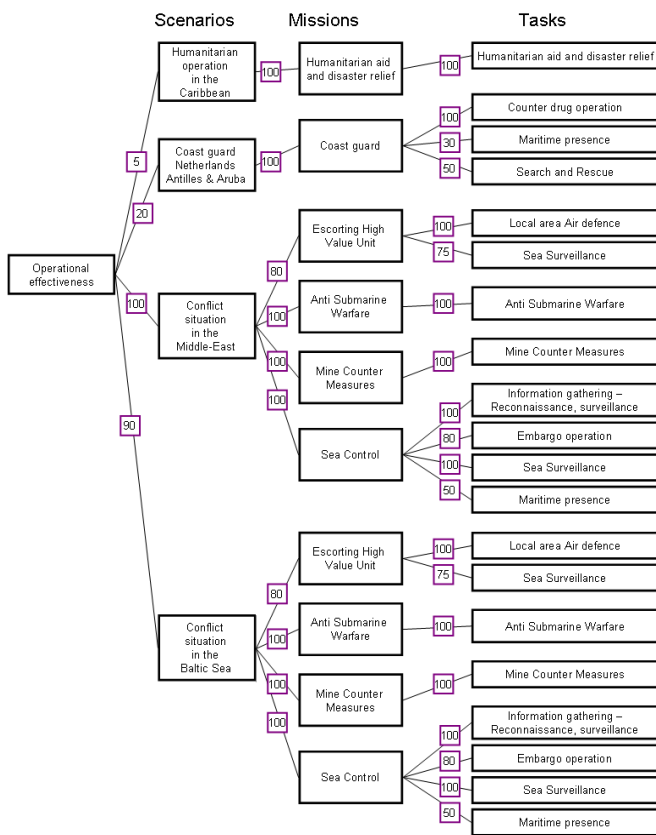 Scenarios Missions Tasks
Humanitarian
operation
in the
Caribbean
100
Humanitarian aid
and disaster relief
100
Humanitarian aid and disaster relief
5
Coast guard
Netherlands
Antilles & Aruba
100
Coast guard
100
Counter drug operation
30
Maritime presence
50
Search and Rescue
20
Operational
effectiveness
100
Conflict
situation
in the
Middle-East
80
Escorting High
Value Unit
100
Local area Air defence
75
Sea Surveillance
100
Anti Submarine
Warfare
100
Anti Submarine Warfare
100
Mine Counter
Measures
100
Mine Counter Measures
100
Sea Control
100
Information gathering –
Reconnaissance, surveillance
80
Embargo operation
100
Sea Surveillance
50
Maritime presence
90
Conflict
situation
in the
Baltic Sea
80
Escorting High
Value Unit
100
Local area Air defence
75
Sea Surveillance
100
Anti Submarine
Warfare
100
Anti Submarine Warfare
100
Mine Counter
Measures
100
Mine Counter Measures
100
Sea Control
100
Information gathering –
Reconnaissance, surveillance
80
Embargo operation
100
Sea Surveillance
50
Maritime presence